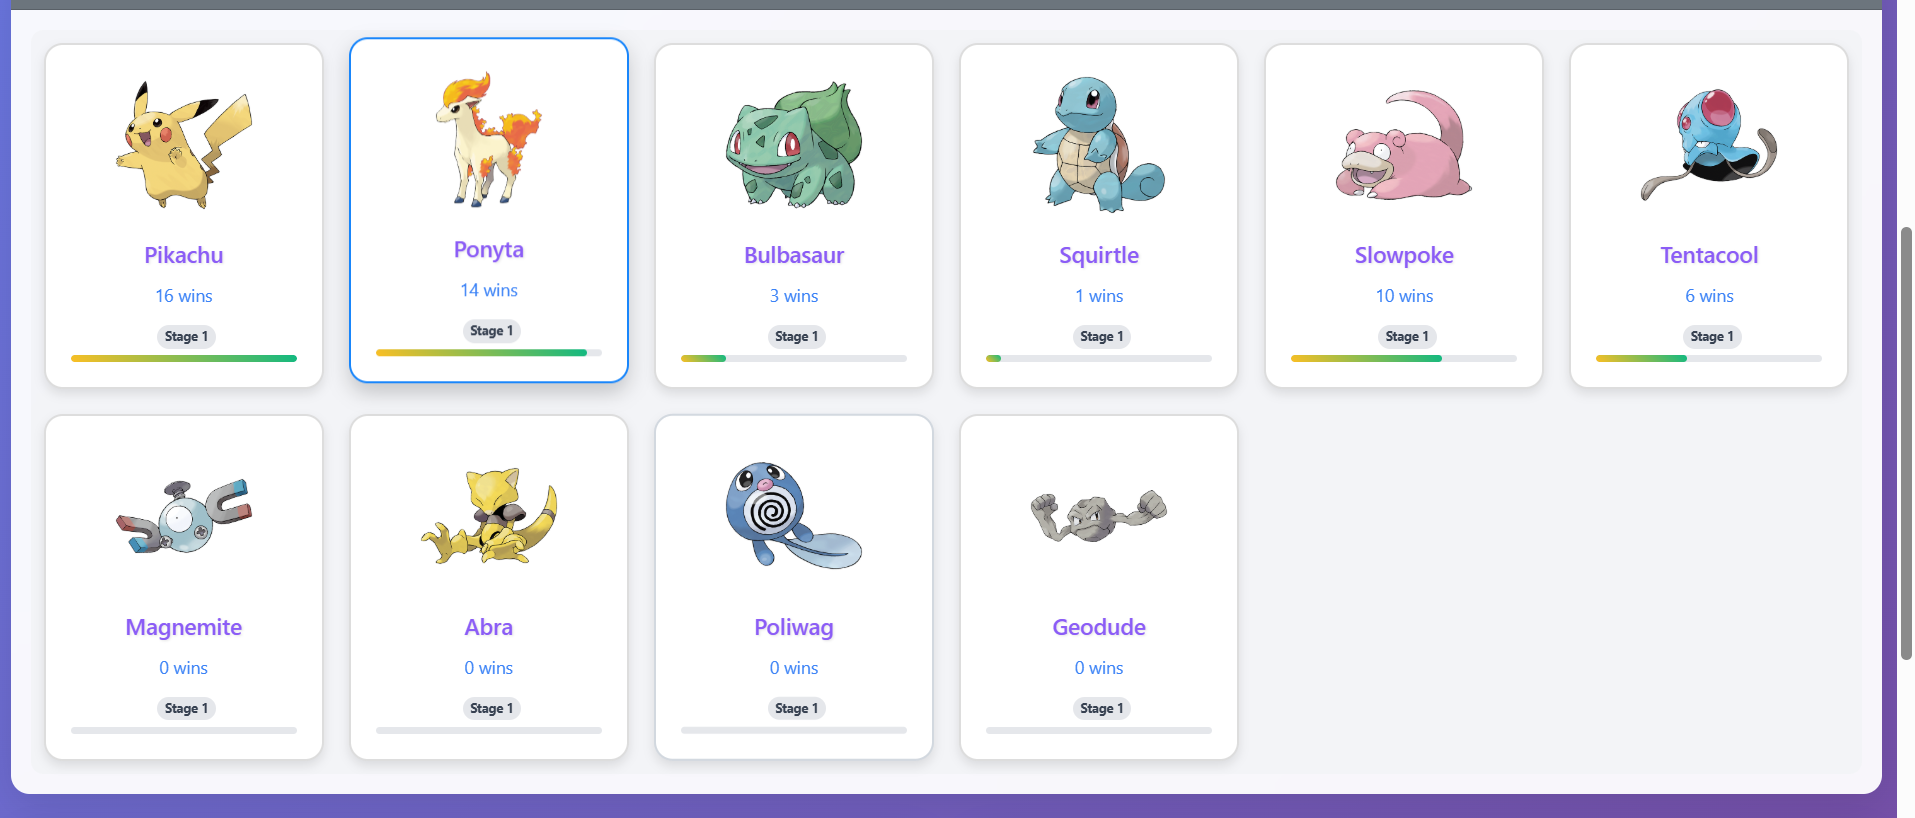 Pikachu
16 wins
Stage 1
Ponyta
14 wins
Stage 1
Bulbasaur
3 wins
Stage 1
Squirtle
1 wins
Stage 1
Slowpoke
10 wins
Stage 1
Tentacool
6 wins
Stage 1
Magnemite
0 wins
Stage 1
Abra
0 wins
Stage 1
Poliwag
0 wins
Stage 1
Geodude
0 wins
Stage 1